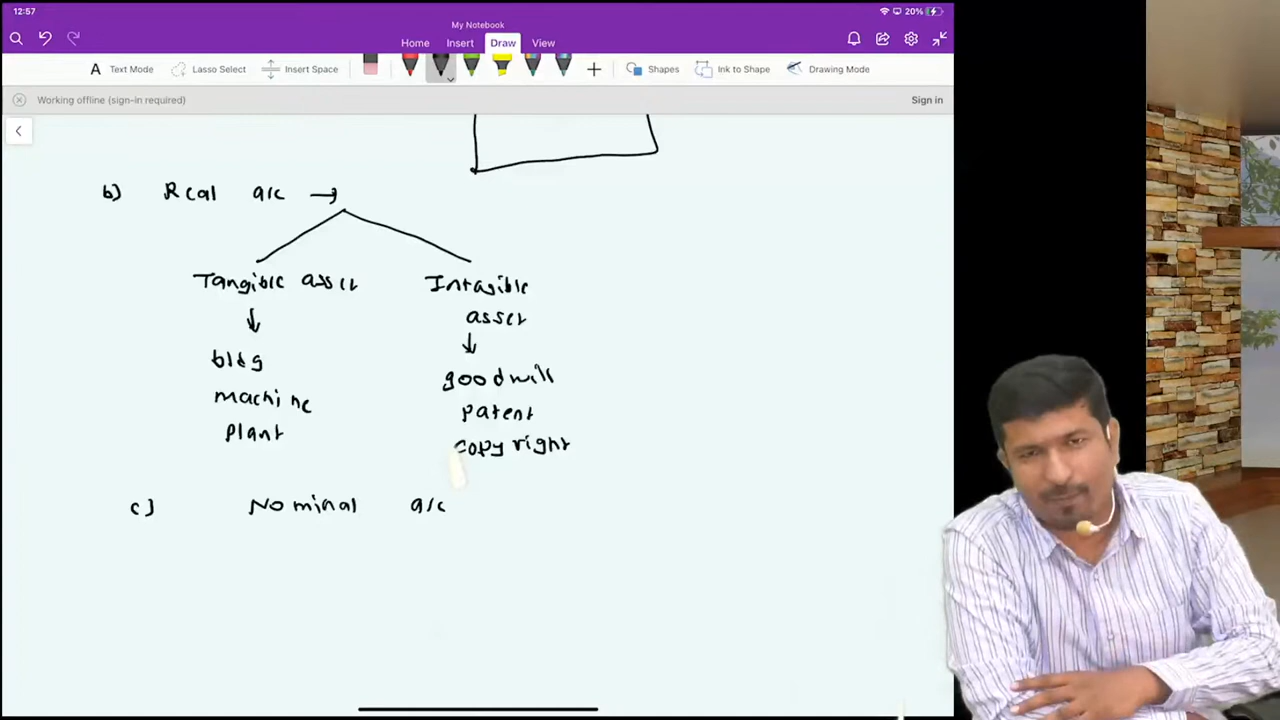 12:57
20%
My Notebook
Home Insert Draw View
Text Mode Lasso Select Insert Space Shapes Ink to Shape Drawing Mode
Working offline (sign-in required) Sign in
b) Real a/c →
Tangible asset Intagible
asset
↓ ↓
bldg goodwill
machine patent
Plant copy right
c) Nominal a/c